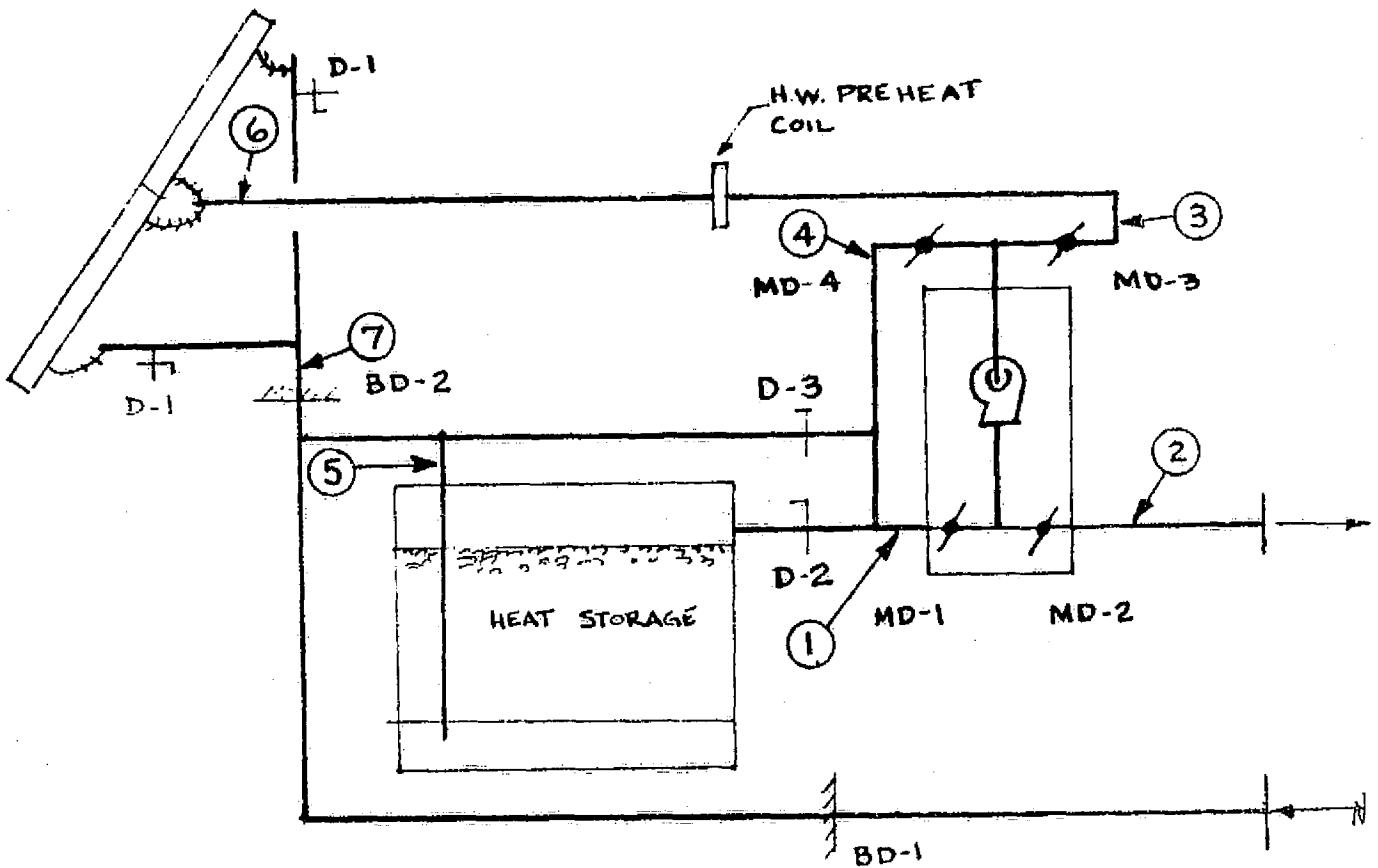 D-1
H.W. PREHEAT
COIL
6
3
4
MD-4
MD-3
7
BD-2
D-1
D-3
5
2
D-2
HEAT STORAGE
MD-1
MD-2
1
BD-1